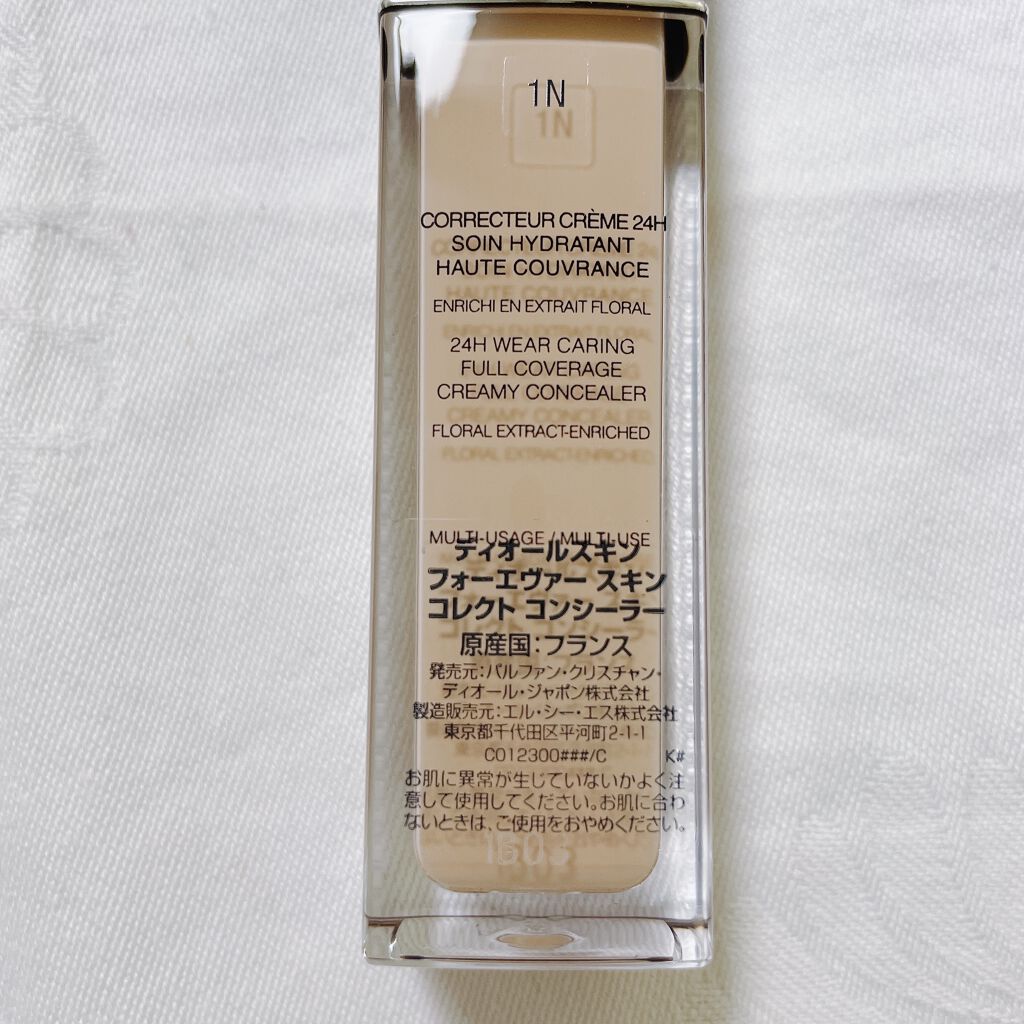 1N
1N
CORRECTEUR CRÈME 24H
SOIN HYDRATANT
HAUTE COUVRANCE
ENRICHI EN EXTRAIT FLORAL
24H WEAR CARING
FULL COVERAGE
CREAMY CONCEALER
FLORAL EXTRACT-ENRICHED
MULTI-USAGE / MULTI-USE
ディオールスキン
フォーエヴァー スキン
コレクト コンシーラー
原産国:フランス
発売元:パルファン・クリスチャン・
ディオール・ジャポン株式会社
製造販売元:エル・シー・エス株式会社
東京都千代田区平河町2-1-1
C012300###/C K#
お肌に異常が生じていないかよく注
意して使用してください。お肌に合わ
ないときは、ご使用をおやめください。